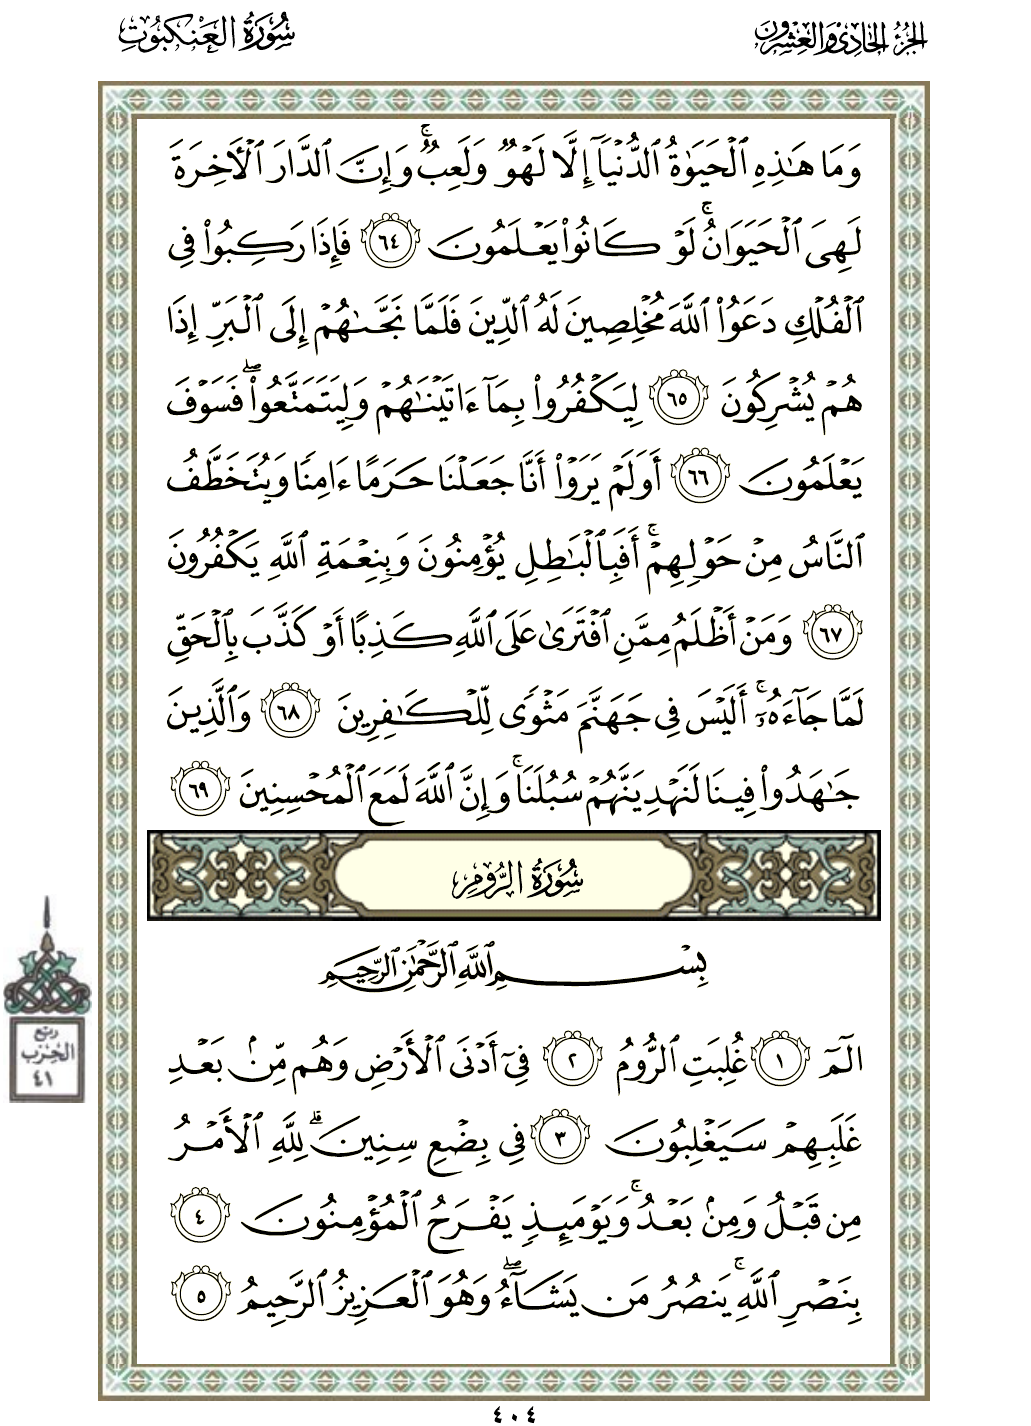 الجزء الحادي والعشرون
سورة العنكبوت
وَمَا هَٰذِهِ ٱلْحَيَوٰةُ ٱلدُّنْيَآ إِلَّا لَهْوٌ وَلَعِبٌ ۚ وَإِنَّ ٱلدَّارَ ٱلْأَخِرَةَ
لَهِىَ ٱلْحَيَوَانُ ۚ لَوْ كَانُوا۟ يَعْلَمُونَ ٦٤ فَإِذَا رَكِبُوا۟ فِى
ٱلْفُلْكِ دَعَوُا۟ ٱللَّهَ مُخْلِصِينَ لَهُ ٱلدِّينَ فَلَمَّا نَجَّىٰهُمْ إِلَى ٱلْبَرِّ إِذَا
هُمْ يُشْرِكُونَ ٦٥ لِيَكْفُرُوا۟ بِمَآ ءَاتَيْنَٰهُمْ وَلِيَتَمَتَّعُوا۟ ۖ فَسَوْفَ
يَعْلَمُونَ ٦٦ أَوَلَمْ يَرَوْا۟ أَنَّا جَعَلْنَا حَرَمًا ءَامِنًا وَيُتَخَطَّفُ
ٱلنَّاسُ مِنْ حَوْلِهِمْ ۚ أَفَبِٱلْبَٰطِلِ يُؤْمِنُونَ وَبِنِعْمَةِ ٱللَّهِ يَكْفُرُونَ
٦٧ وَمَنْ أَظْلَمُ مِمَّنِ ٱفْتَرَىٰ عَلَى ٱللَّهِ كَذِبًا أَوْ كَذَّبَ بِٱلْحَقِّ
لَمَّا جَآءَهُۥٓ ۚ أَلَيْسَ فِى جَهَنَّمَ مَثْوًى لِّلْكَٰفِرِينَ ٦٨ وَٱلَّذِينَ
جَٰهَدُوا۟ فِينَا لَنَهْدِيَنَّهُمْ سُبُلَنَا ۚ وَإِنَّ ٱللَّهَ لَمَعَ ٱلْمُحْسِنِينَ ٦٩
سُورَةُ الرُّومِ
بِسْمِ ٱللَّهِ ٱلرَّحْمَٰنِ ٱلرَّحِيمِ
الٓمٓ ١ غُلِبَتِ ٱلرُّومُ ٢ فِىٓ أَدْنَى ٱلْأَرْضِ وَهُم مِّنۢ بَعْدِ
غَلَبِهِمْ سَيَغْلِبُونَ ٣ فِى بِضْعِ سِنِينَ ۗ لِلَّهِ ٱلْأَمْرُ
مِن قَبْلُ وَمِنۢ بَعْدُ ۚ وَيَوْمَئِذٍ يَفْرَحُ ٱلْمُؤْمِنُونَ ٤
بِنَصْرِ ٱللَّهِ ۚ يَنصُرُ مَن يَشَآءُ ۖ وَهُوَ ٱلْعَزِيزُ ٱلرَّحِيمُ ٥
ربع
الحزب
٤١
٤٠٤